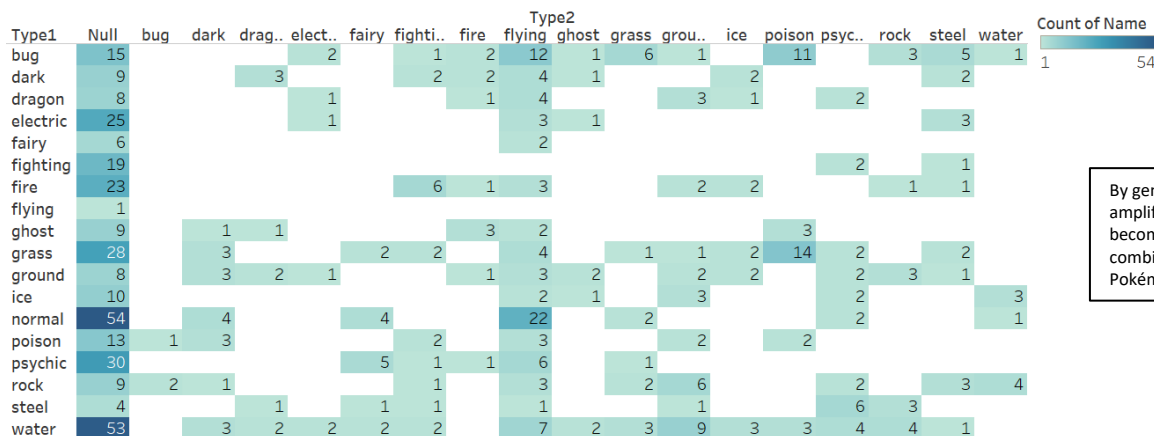 Type2
Type1 Null bug dark drag.. elect.. fairy fighti.. fire flying ghost grass grou.. ice poison psyc.. rock steel water
bug 15 2 1 2 12 1 6 1 11 3 5 1
dark 9 3 2 2 4 1 2 2
dragon 8 1 1 4 3 1 2
electric 25 1 3 1 3
fairy 6 2
fighting 19 2 1
fire 23 6 1 3 2 2 1 1
flying 1
ghost 9 1 1 3 2 3
grass 28 3 2 2 4 1 1 2 14 2 2
ground 8 3 2 1 1 3 2 2 2 2 3 1
ice 10 2 1 3 2 3
normal 54 4 4 22 2 2 1
poison 13 1 3 2 3 2 2
psychic 30 5 1 1 6 1
rock 9 2 1 1 3 2 6 2 3 4
steel 4 1 1 1 1 1 6 3
water 53 3 2 2 2 2 7 2 3 9 3 3 4 4 1
Count of Name
1 54
By
amplif
becom
combi